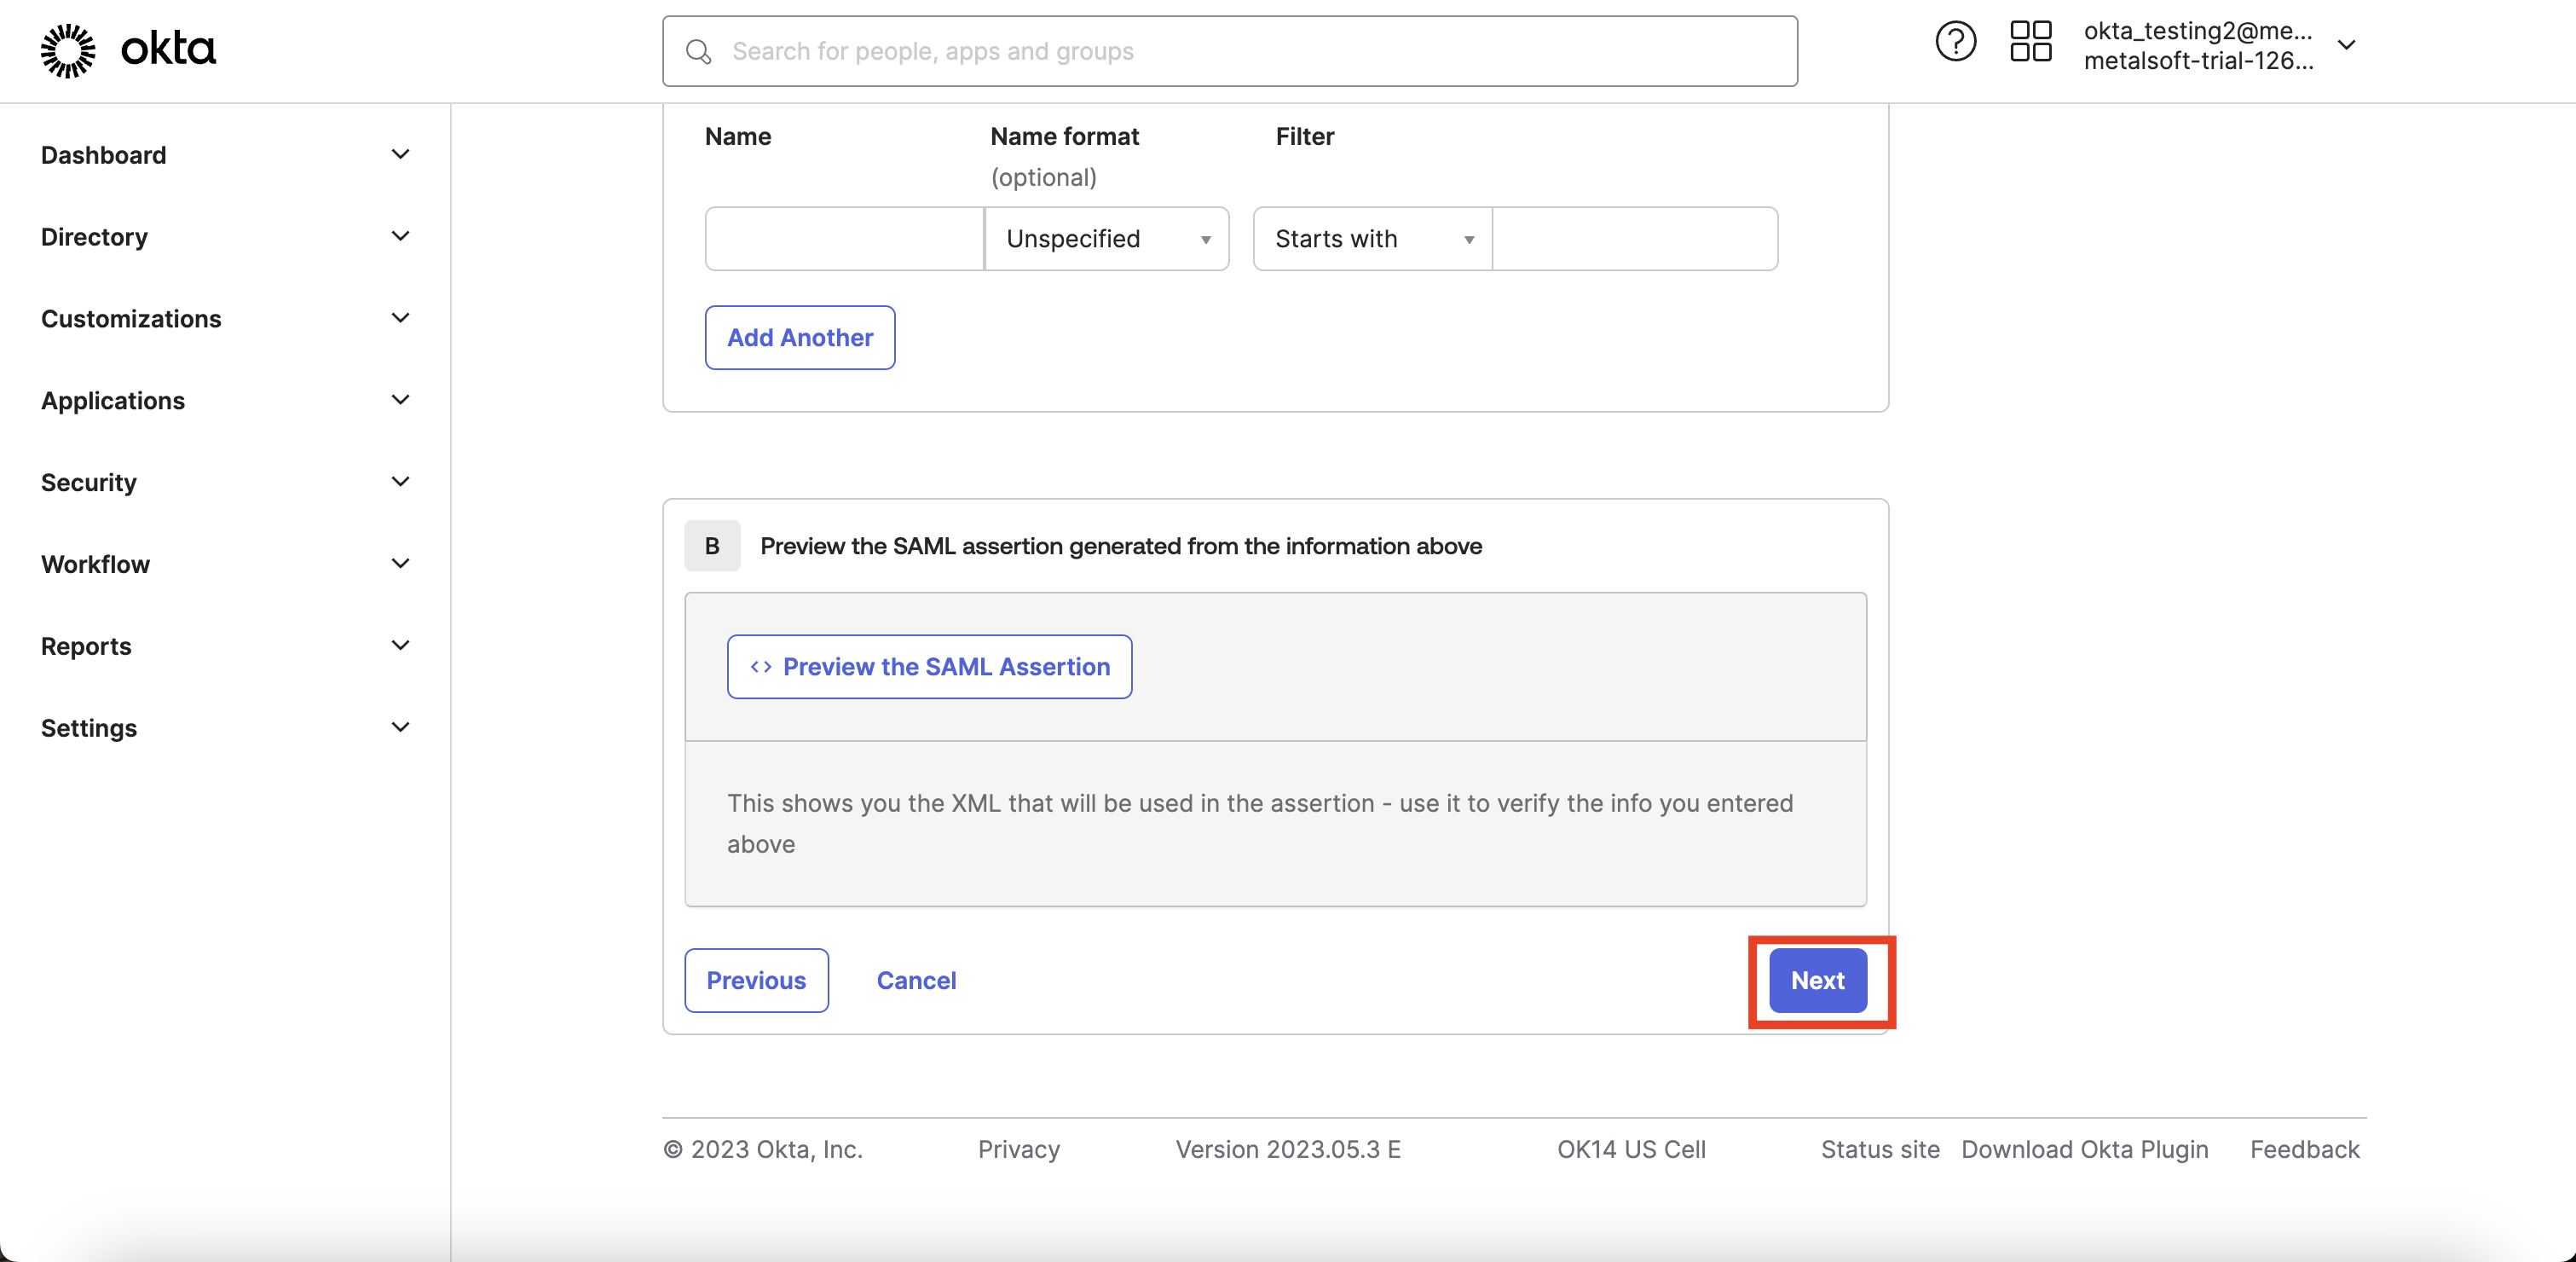 okta
Search for people, apps and groups
okta_testing2@me...
metalsoft-trial-126...
Dashboard
Directory
Customizations
Applications
Security
Workflow
Reports
Settings
Name
Name format
Filter
(optional)
Unspecified
Starts with
Add Another
B
Preview the SAML assertion generated from the information above
<> Preview the SAML Assertion
This shows you the XML that will be used in the assertion - use it to verify the info you entered
above
Previous
Cancel
Next
© 2023 Okta, Inc.
Privacy
Version 2023.05.3 E
OK14 US Cell
Status site
Download Okta Plugin
Feedback